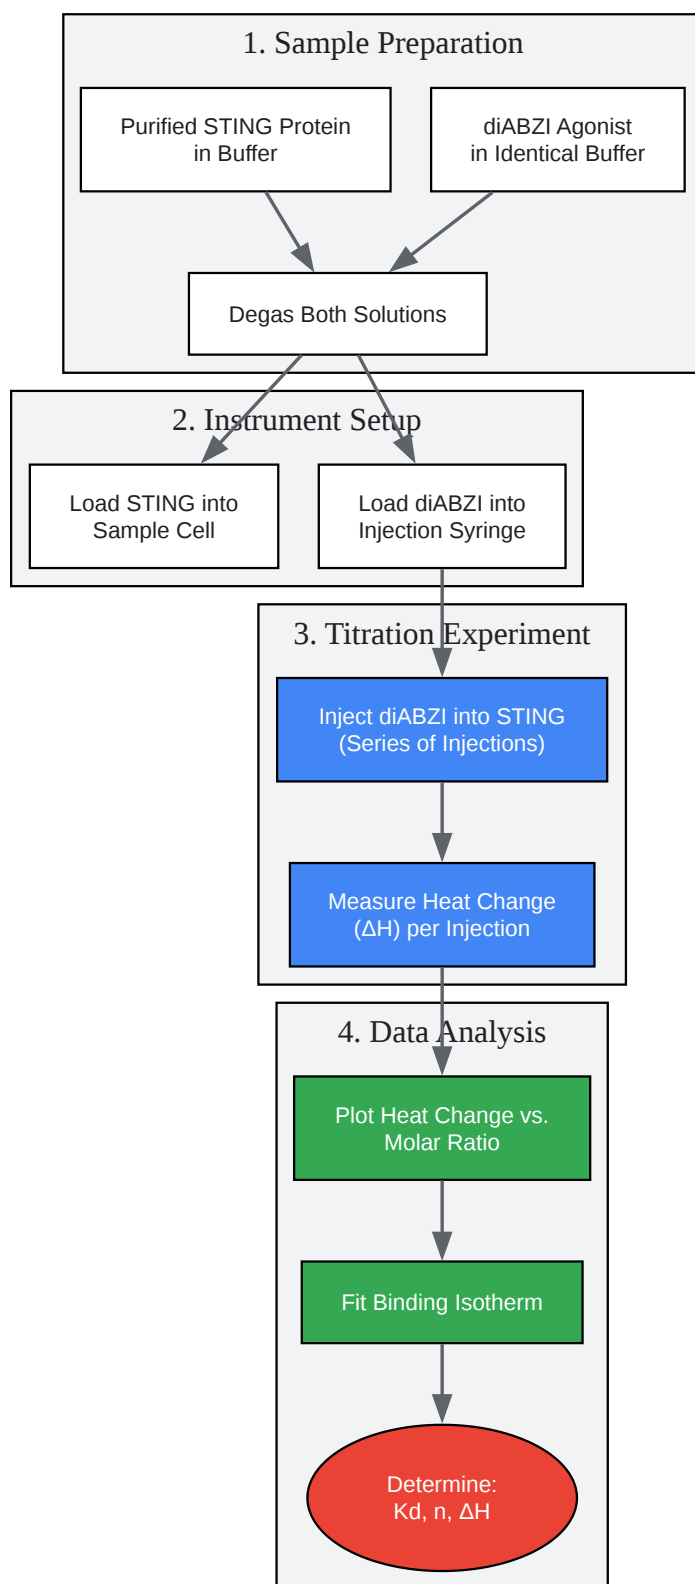 1. Sample Preparation
Purified STING Protein
in Buffer
diABZI Agonist
in Identical Buffer
Degas Both Solutions
2. Instrument Setup
Load STING into
Sample Cell
Load diABZI into
Injection Syringe
3. Titration Experiment
Inject diABZI into STING
(Series of Injections)
Measure Heat Change
(ΔH) per Injection
4. Data Analysis
Plot Heat Change vs.
Molar Ratio
Fit Binding Isotherm
Determine:
Kd, n, ΔH